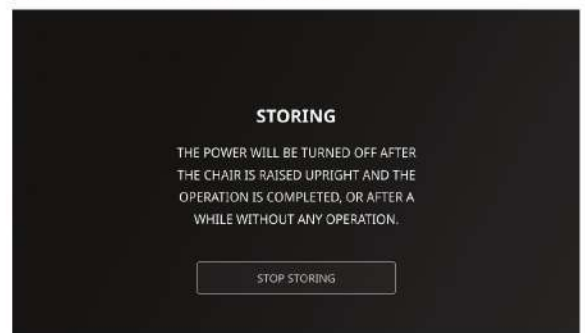 STORING
THE POWER WILL BE TURNED OFF AFTER
THE CHAIR IS RAISED UPRIGHT AND THE
OPERATION IS COMPLETED, OR AFTER A
WHILE WITHOUT ANY OPERATION.
STOP STORING